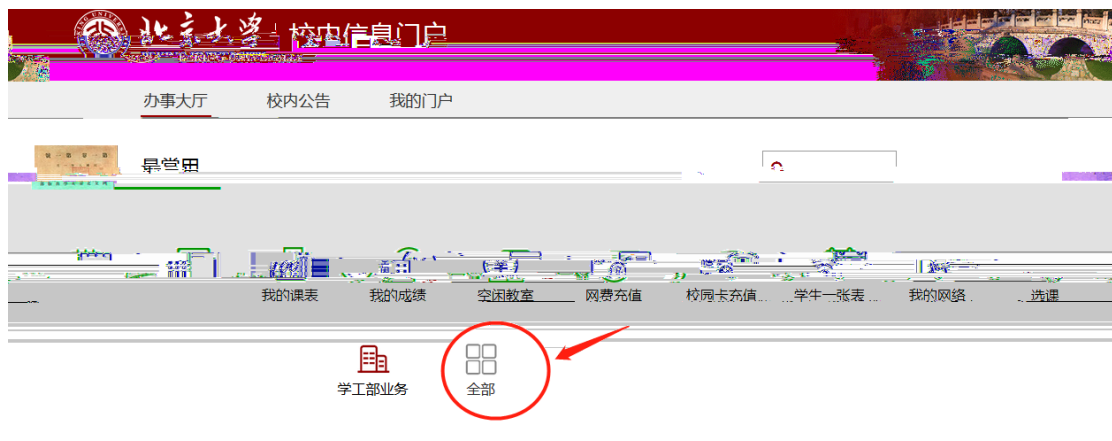 北京大学 校内信息门户
办事大厅 校内公告 我的门户
最常用
我的课表 我的成绩 空闲教室 网费充值 校园卡充值 学生一张表 我的网络 选课
学工部业务 全部